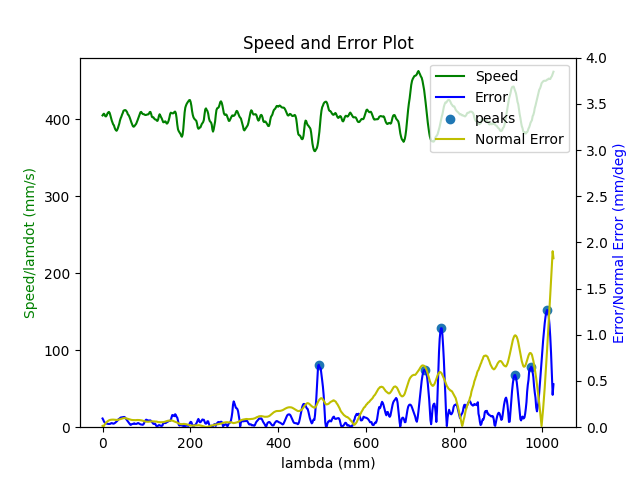 Speed and Error Plot
Speed/lamdot (mm/s)
400
300
200
100
0
4.0
3.5
3.0
2.5
2.0
1.5
1.0
0.5
0.0
Error/Normal Error (mm/deg)
Speed
Error
peaks
Normal Error
0
200
400
600
800
1000
lambda (mm)